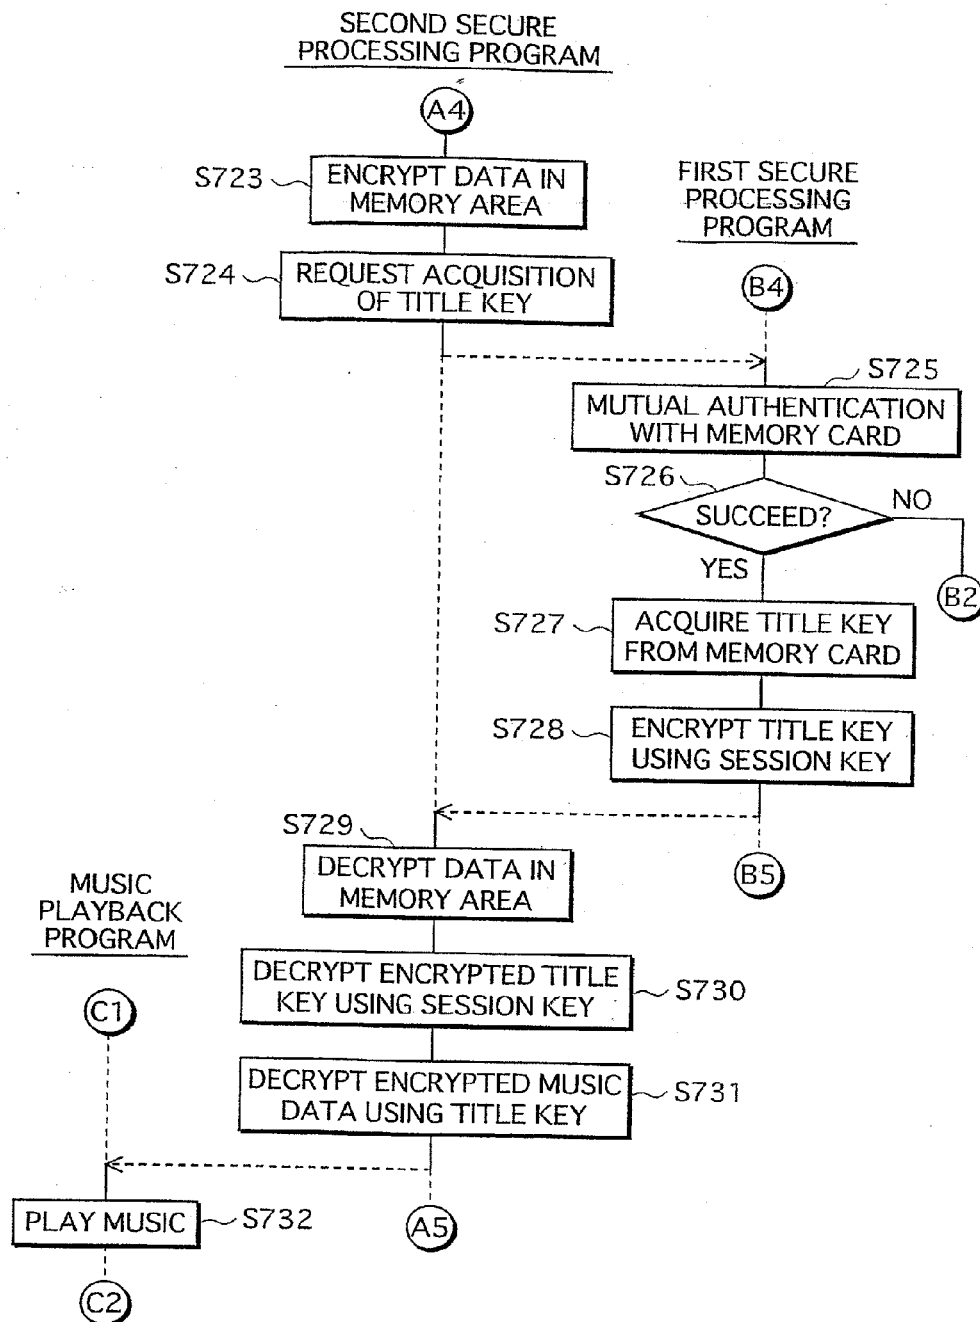 SECOND SECURE
PROCESSING PROGRAM
A4
S723
ENCRYPT DATA IN
MEMORY AREA
FIRST SECURE
PROCESSING
PROGRAM
S724
REQUEST ACQUISITION
OF TITLE KEY
B4
S725
MUTUAL AUTHENTICATION
WITH MEMORY CARD
S726
SUCCEED?
NO
YES
B2
S727
ACQUIRE TITLE KEY
FROM MEMORY CARD
S728
ENCRYPT TITLE KEY
USING SESSION KEY
S729
DECRYPT DATA IN
MEMORY AREA
B5
MUSIC
PLAYBACK
PROGRAM
DECRYPT ENCRYPTED TITLE
KEY USING SESSION KEY
S730
C1
DECRYPT ENCRYPTED MUSIC
DATA USING TITLE KEY
S731
PLAY MUSIC
S732
A5
C2